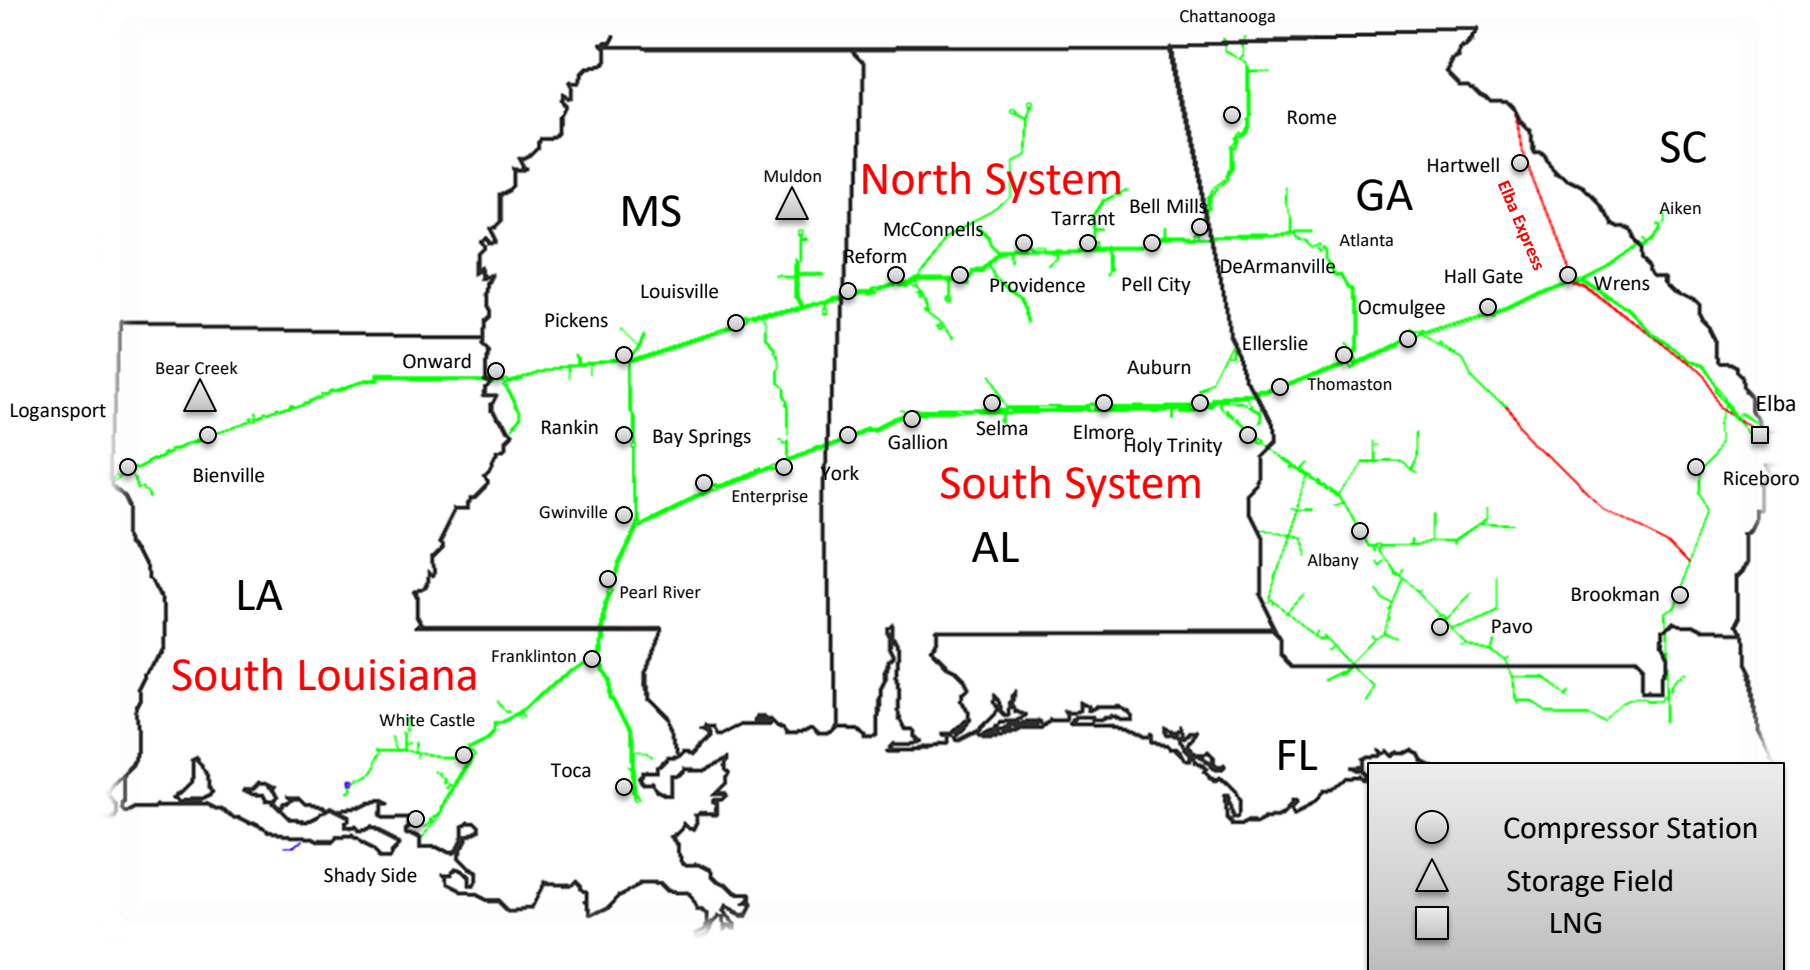 Chattanooga
Rome
SC
Hartwell
Muldon
North System
MS
GA
Elba Express
Aiken
Bell Mills
Tarrant
McConnells
Atlanta
Reform
DeArmanville
Hall Gate
Wrens
Providence
Pell City
Louisville
Ocmulgee
Pickens
Ellerslie
Onward
Bear Creek
Auburn
Thomaston
Logansport
Elba
Rankin
Bay Springs
Gallion
Selma
Elmore
Holy Trinity
York
Bienville
South System
Riceboro
Enterprise
Gwinville
AL
Albany
Pearl River
LA
Brookman
Pavo
Franklinton
South Louisiana
White Castle
FL
Toca
Shady Side
Compressor Station
Storage Field
LNG